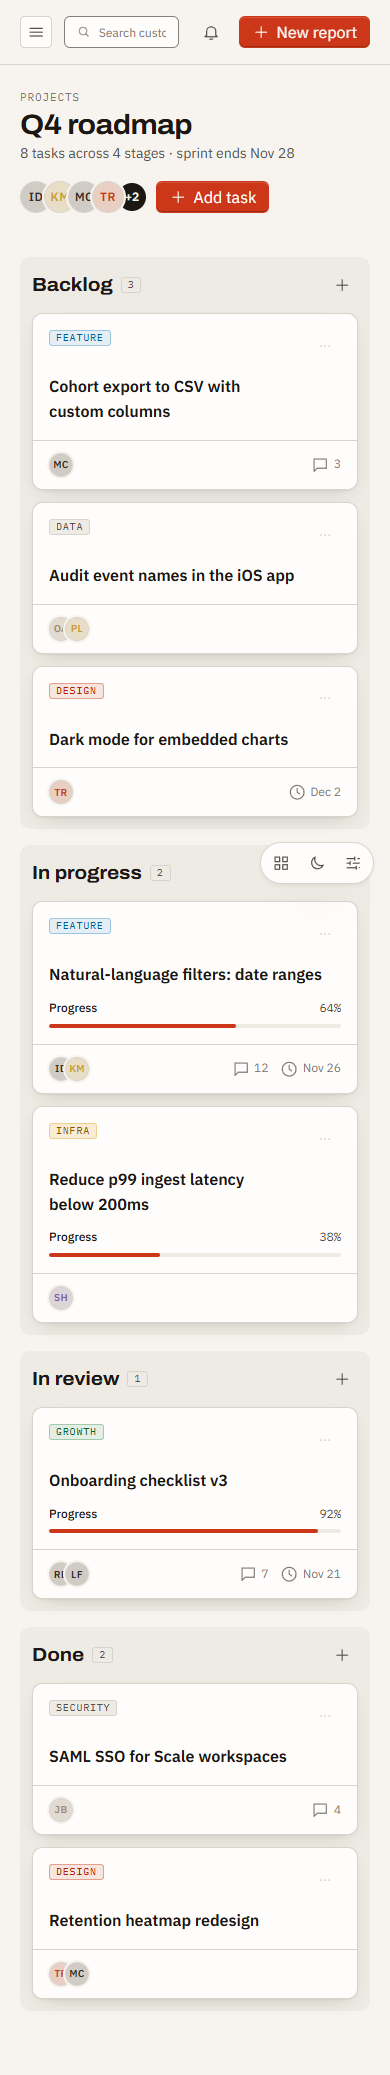 Search custo
New report
PROJECTS
Q4 roadmap
8 tasks across 4 stages · sprint ends Nov 28
ID KM MC TR +2
Add task
Backlog 3
FEATURE
Cohort export to CSV with
custom columns
MC 3
DATA
Audit event names in the iOS app
PL
DESIGN
Dark mode for embedded charts
TR Dec 2
In progress 2
FEATURE
Natural-language filters: date ranges
Progress 64%
KM 12 Nov 26
INFRA
Reduce p99 ingest latency
below 200ms
Progress 38%
SH
In review 1
GROWTH
Onboarding checklist v3
Progress 92%
LF 7 Nov 21
Done 2
SECURITY
SAML SSO for Scale workspaces
JB 4
DESIGN
Retention heatmap redesign
MC